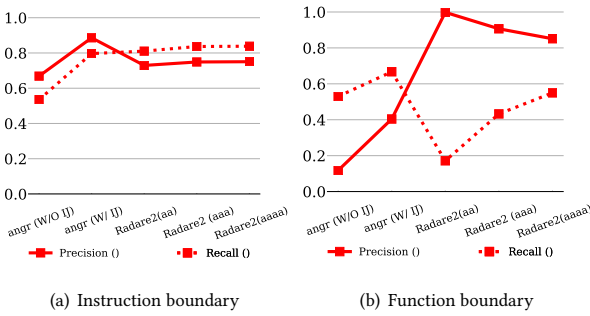 1.0
0.8
0.6
0.4
0.2
0.0
angr (W/O IJ)
angr (W/ IJ)
Radare2(aa)
Radare2 (aaa)
Radare2(aaaa)
Precision ()
Recall ()
(a) Instruction boundary
1.0
0.8
0.6
0.4
0.2
0.0
angr (W/O IJ)
angr (W/ IJ)
Radare2(aa)
Radare2 (aaa)
Radare2(aaaa)
Precision ()
Recall ()
(b) Function boundary